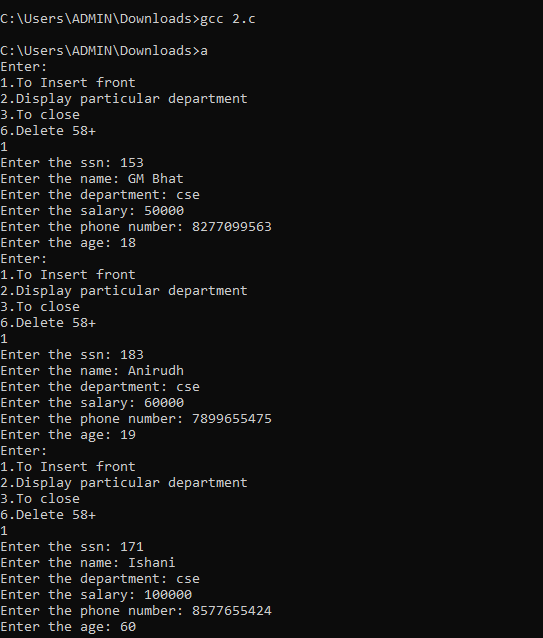 C:\Users\ADMIN\Downloads>gcc 2.c
C:\Users\ADMIN\Downloads>a
Enter:
1.To Insert front
2.Display particular department
3.To close
6.Delete 58+
1
Enter the ssn: 153
Enter the name: GM Bhat
Enter the department: cse
Enter the salary: 50000
Enter the phone number: 8277099563
Enter the age: 18
Enter:
1.To Insert front
2.Display particular department
3.To close
6.Delete 58+
1
Enter the ssn: 183
Enter the name: Anirudh
Enter the department: cse
Enter the salary: 60000
Enter the phone number: 7899655475
Enter the age: 19
Enter:
1.To Insert front
2.Display particular department
3.To close
6.Delete 58+
1
Enter the ssn: 171
Enter the name: Ishani
Enter the department: cse
Enter the salary: 100000
Enter the phone number: 8577655424
Enter the age: 60